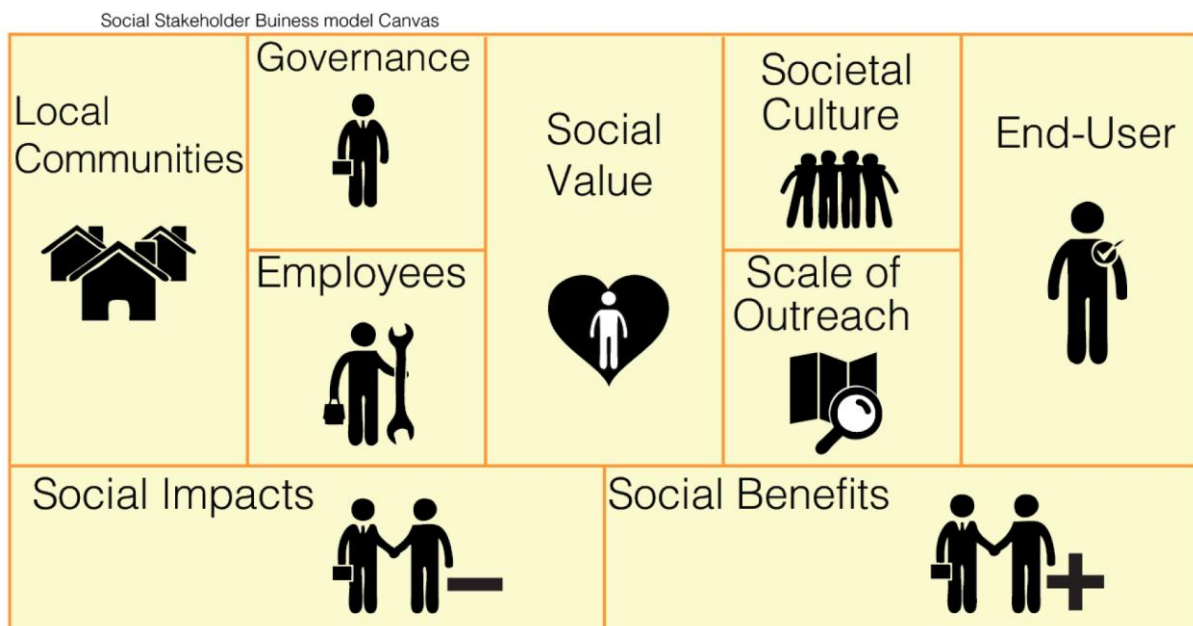 Social Stakeholder Buiness model Canvas
Local
Communities
Governance
Employees
Social
Value
Societal
Culture
Scale of
Outreach
End-User
Social Impacts
Social Benefits